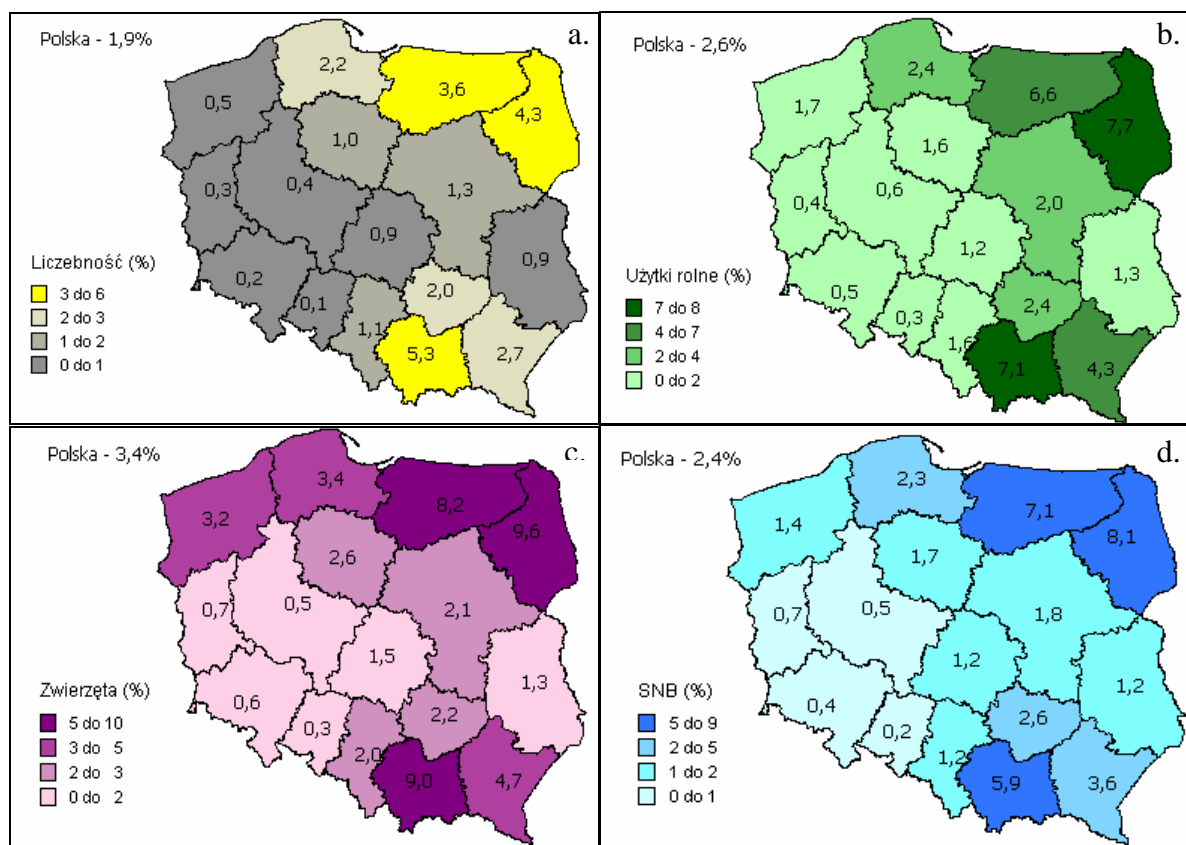 Polska - 1,9%
a.
2,2
3,6
4,3
0,5
1,0
1,3
0,3
0,4
0,9
0,9
0,2
0,1
1,1
2,0
5,3
2,7
Liczebność (%)
3 do 6
2 do 3
1 do 2
0 do 1
Polska - 2,6%
b.
2,4
6,6
7,7
1,7
1,6
2,0
0,4
0,6
1,2
1,3
0,5
0,3
1,6
2,4
7,1
4,3
Użytki rolne (%)
7 do 8
4 do 7
2 do 4
0 do 2
Polska - 3,4%
c.
3,4
8,2
9,6
3,2
2,6
2,1
0,7
0,5
1,5
1,3
0,6
0,3
2,0
2,2
9,0
4,7
Zwierzęta (%)
5 do 10
3 do 5
2 do 3
0 do 2
Polska - 2,4%
d.
2,3
7,1
8,1
1,4
1,7
1,8
0,7
0,5
1,2
1,2
0,4
0,2
1,2
2,6
5,9
3,6
SNB (%)
5 do 9
2 do 5
1 do 2
0 do 1